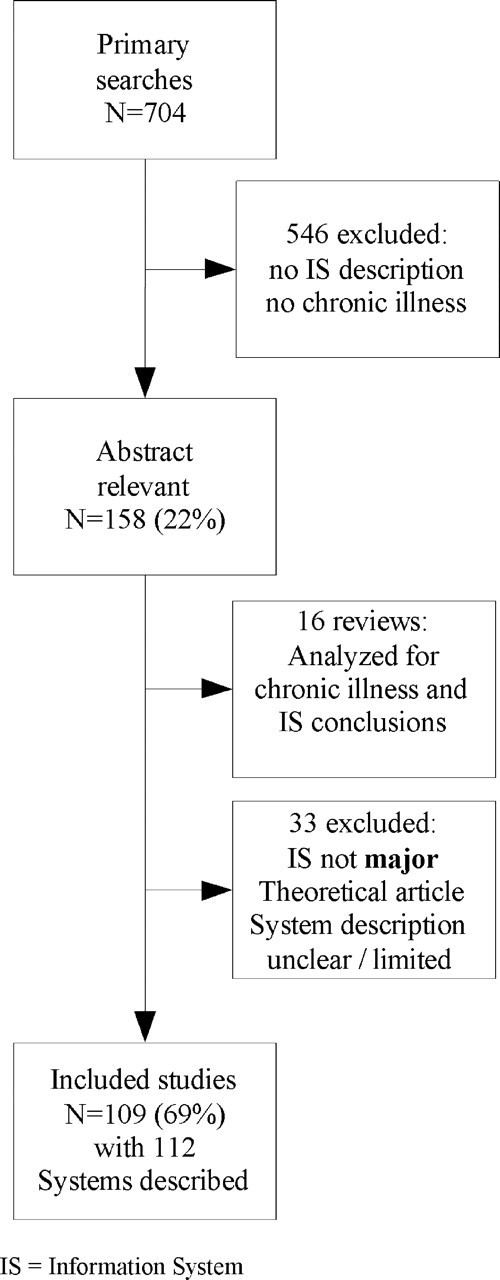 Primary
searches
N=704
546 excluded:
no IS description
no chronic illness
Abstract
relevant
N=158 (22%)
16 reviews:
Analyzed for
chronic illness and
IS conclusions
33 excluded:
IS not major
Theoretical article
System description
unclear / limited
Included studies
N=109 (69%)
with 112
Systems described
IS = Information System